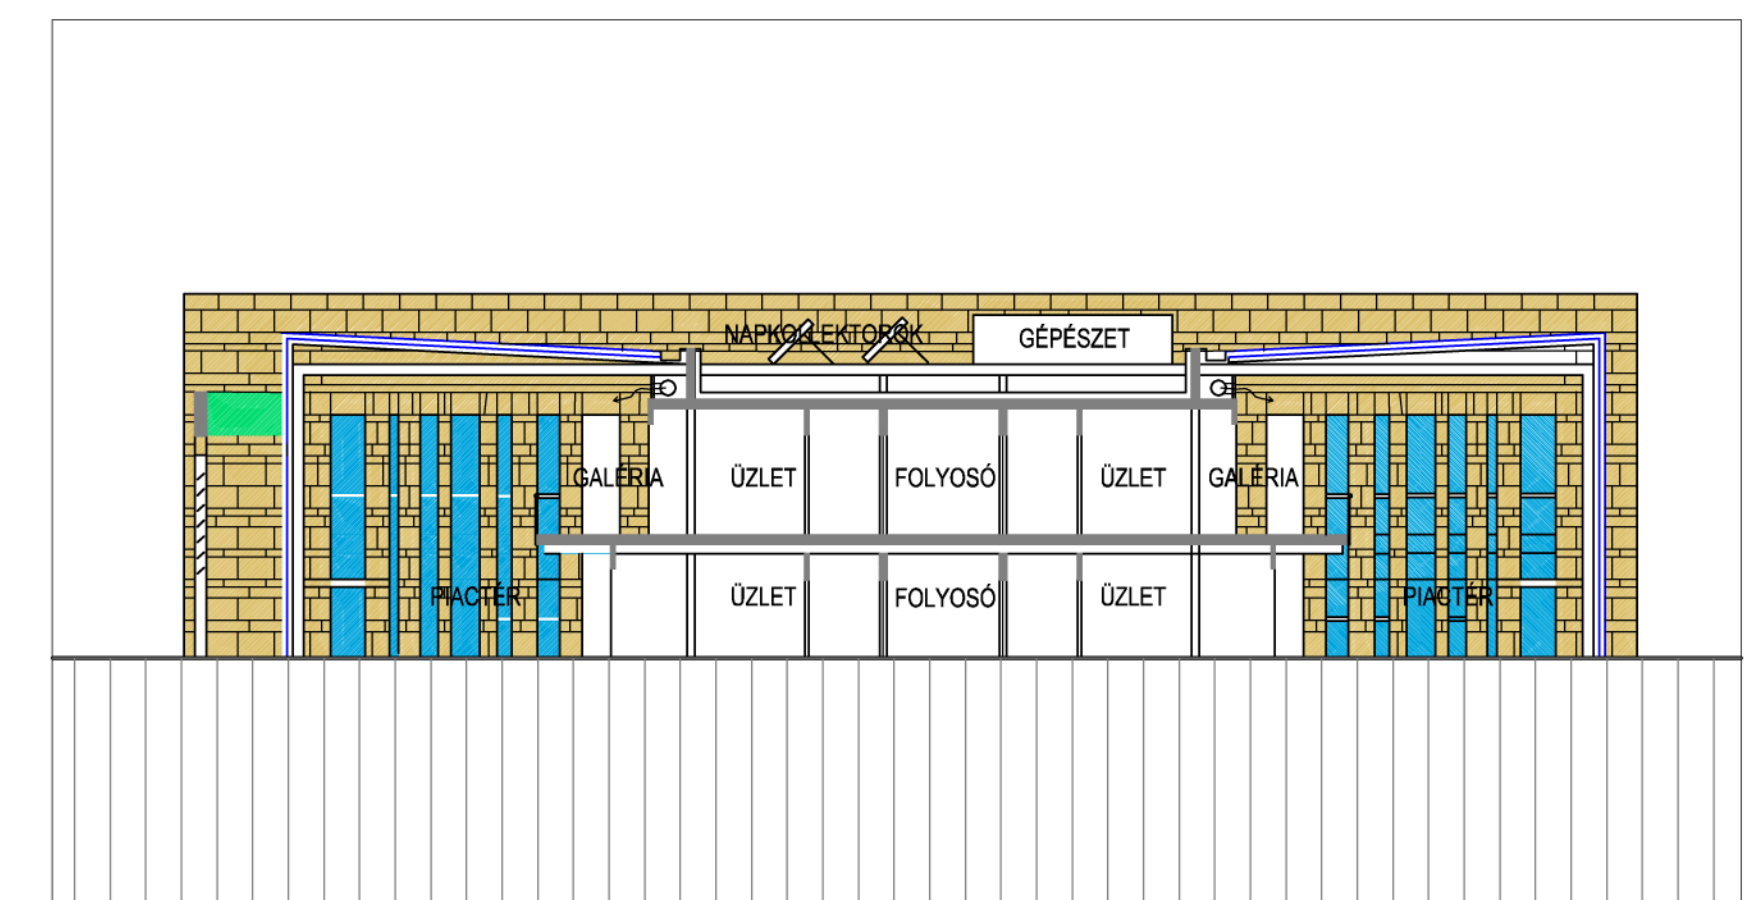 NAPKOLLEKTOROK
GÉPÉSZET
GALÉRIA
ÜZLET
FOLYOSÓ
ÜZLET
GALÉRIA
PIACTÉR
ÜZLET
FOLYOSÓ
ÜZLET
PIACTÉR